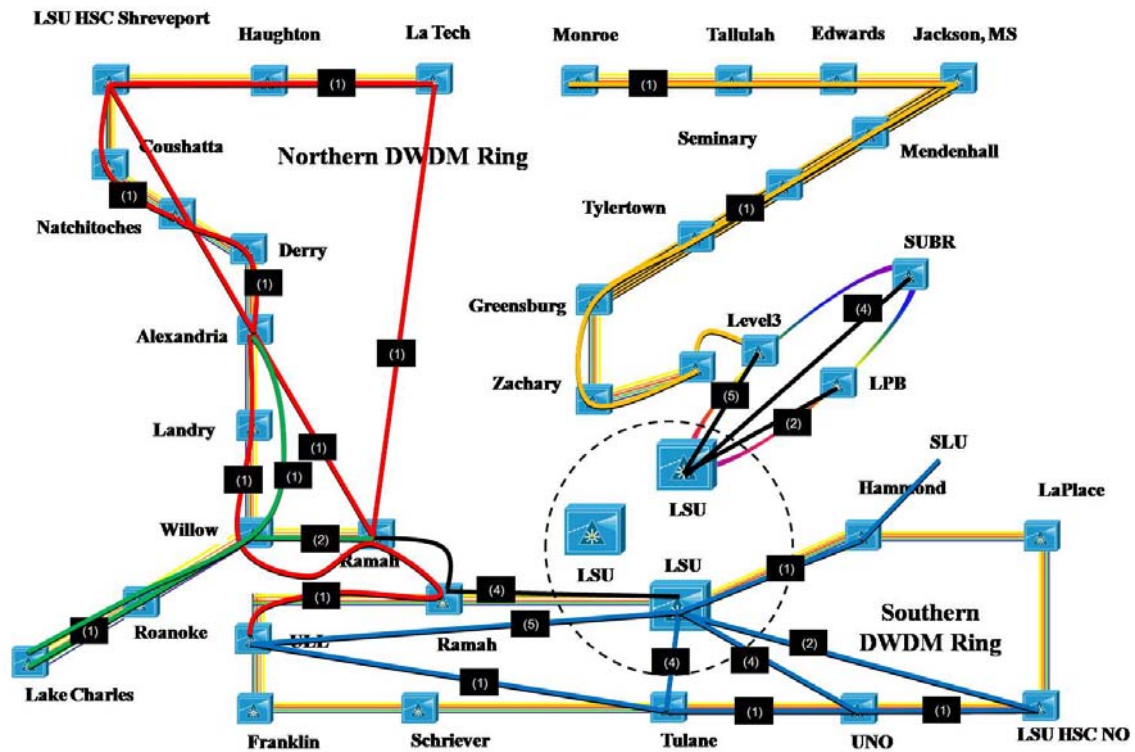 LSU HSC Shreveport
Haughton
La Tech
Monroe
Tallulah
Edwards
Jackson, MS
(1)
(1)
Coushatta
Northern DWDM Ring
Seminary
Mendenhall
(1)
Natchitoches
Tylertown
(1)
Derry
SUBR
(1)
Greensburg
Level3
(4)
Alexandria
(1)
Zachary
(5)
LPB
(2)
Landry
(1)
(1)
(1)
SLU
LSU
Hammond
LaPlace
Willow
(2)
Ramah
LSU
LSU
(1)
(1)
(4)
Roanoke
(1)
ULL
Ramah
(5)
Southern
DWDM Ring
(2)
(4)
(4)
Lake Charles
(1)
(1)
(1)
Franklin
Schriever
Tulane
UNO
LSU HSC NO